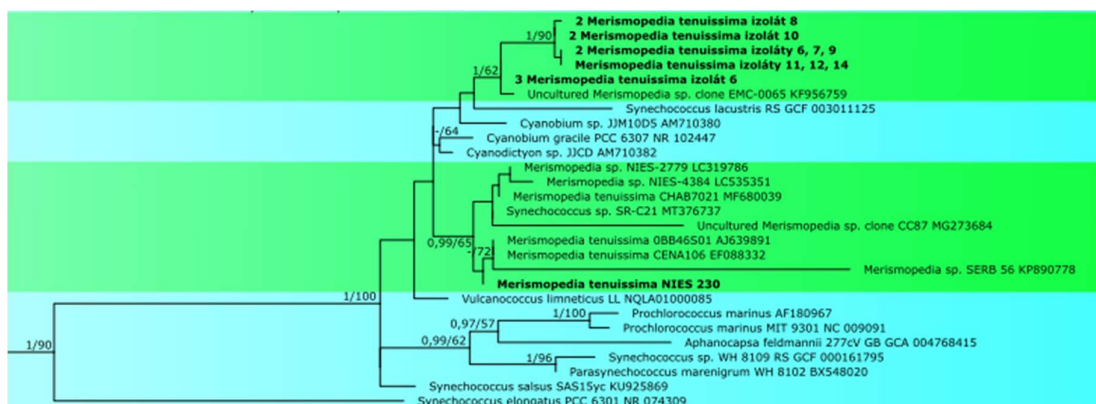 2 Merismopedia tenuissima izolát 8
1/90
2 Merismopedia tenuissima izolát 10
2 Merismopedia tenuissima izoláty 6, 7, 9
Merismopedia tenuissima izoláty 11, 12, 14
1/62
3 Merismopedia tenuissima izolát 6
Uncultured Merismopedia sp. clone EMC-0065 KF956759
Synechococcus lacustris RS GCF 003011125
Cyanobium sp. JJM10D5 AM710380
-/64
Cyanobium gracile PCC 6307 NR 102447
Cyanodictyon sp. JJCD AM710382
Merismopedia sp. NIES-2779 LC319786
Merismopedia sp. NIES-4384 LC535351
Merismopedia tenuissima CHAB7021 MF680039
Synechococcus sp. SR-C21 MT376737
Uncultured Merismopedia sp. clone CC87 MG273684
0,99/65
Merismopedia tenuissima 0BB46S01 AJ639891
-/72
Merismopedia tenuissima CENA106 EF088332
Merismopedia sp. SERB 56 KP890778
Merismopedia tenuissima NIES 230
1/100
Vulcanococcus limneticus LL NQLA01000085
1/100
Prochlorococcus marinus AF180967
0,97/57
Prochlorococcus marinus MIT 9301 NC 009091
Aphanocapsa feldmannii 277cV GB GCA 004768415
1/90
0,99/62
Synechococcus sp. WH 8109 RS GCF 000161795
1/96
Parasynechococcus marenigrum WH 8102 BX548020
Synechococcus salsus SAS15yc KU925869
Synechococcus elongatus PCC 6301 NR 074309